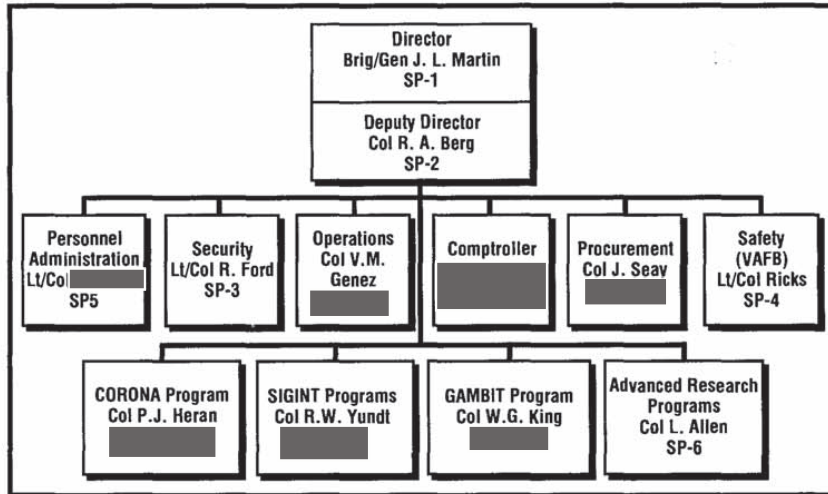 Director
Brig/Gen J. L. Martin
SP-1
Deputy Director
Col R. A. Berg
SP-2
Personnel
Administration
Lt/Col
SP5
Security
Lt/Col R. Ford
SP-3
Operations
Col V.M.
Genez
Comptroller
Procurement
Col J. Seay
Safety
(VAFB)
Lt/Col Ricks
SP-4
CORONA Program
Col P.J. Heran
SIGINT Programs
Col R.W. Yundt
GAMBIT Program
Col W.G. King
Advanced Research
Programs
Col L. Allen
SP-6